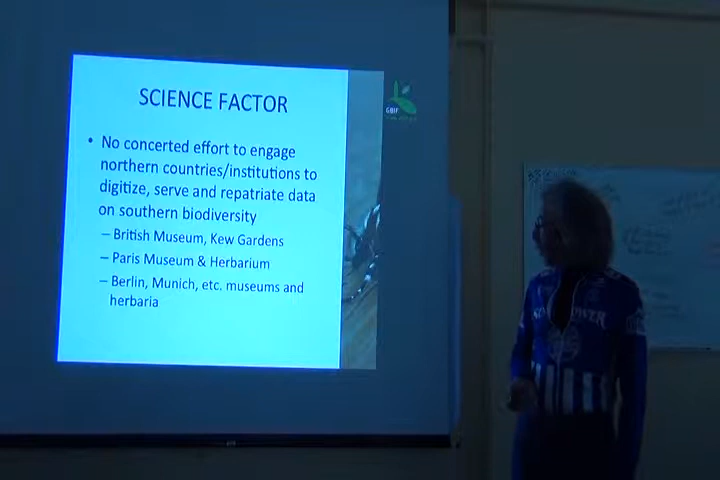 SCIENCE FACTOR
• No concerted effort to engage
northern countries/institutions to
digitize, serve and repatriate data
on southern biodiversity
– British Museum, Kew Gardens
– Paris Museum & Herbarium
– Berlin, Munich, etc. museums and
herbaria
GBIF